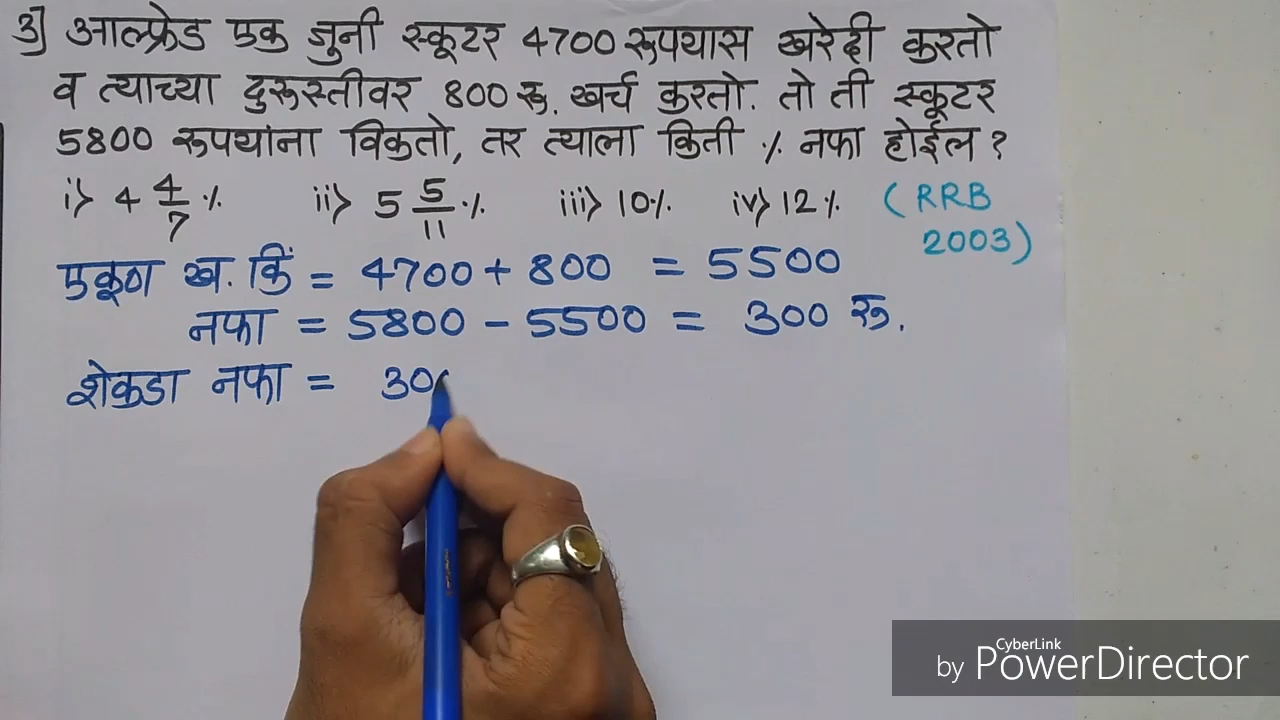 3] आल्फ्रेड एक जुनी स्कूटर 4700 रूपयास खरेदी करतो
व त्याच्या दुरूस्तीवर 800 रू. खर्च करतो. तो ती स्कूटर
5800 रूपयांना विकतो, तर त्याला किती % नफा होईल ?
i> 4 4/7 % ii> 5 5/11 % iii> 10% iv> 12% (RRB
2003)
एकूण ख. किं = 4700 + 800 = 5500
नफा = 5800 - 5500 = 300 रू.
शेकडा नफा = 300
CyberLink
by PowerDirector